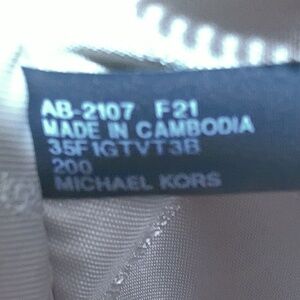 AB-2107 F21
MADE IN CAMBODIA
35F1GTVT3B
200
MICHAEL KORS